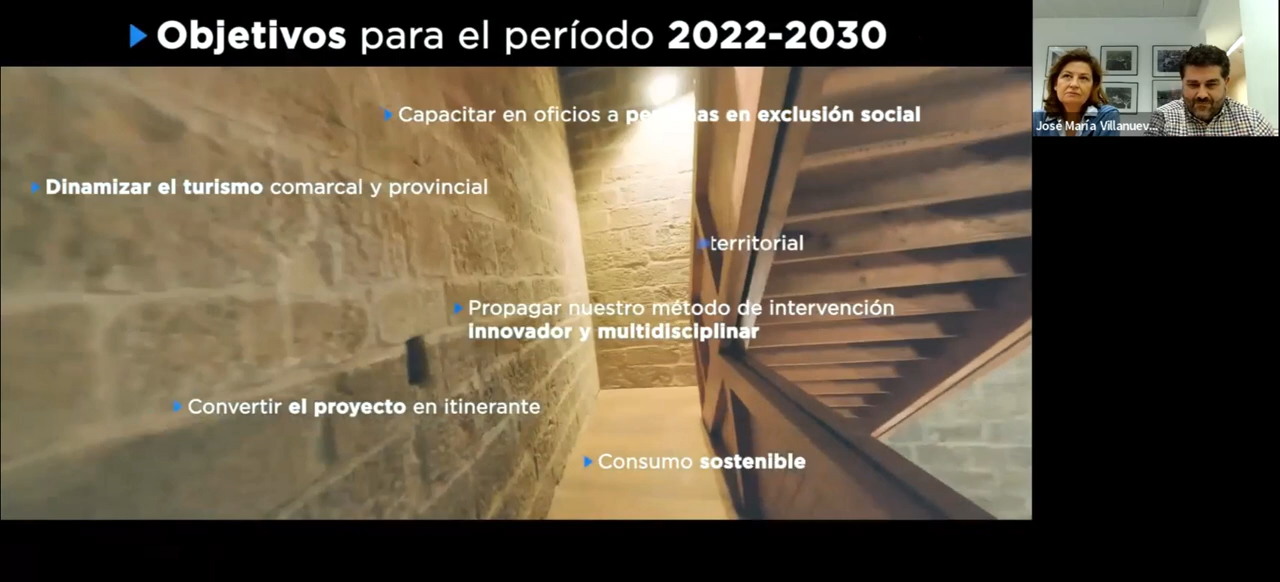 Objetivos para el período 2022-2030
Capacitar en oficios a personas en exclusión social
José María Villanuev...
Dinamizar el turismo comarcal y provincial
territorial
Propagar nuestro método de intervención
innovador y multidisciplinar
Convertir el proyecto en itinerante
Consumo sostenible